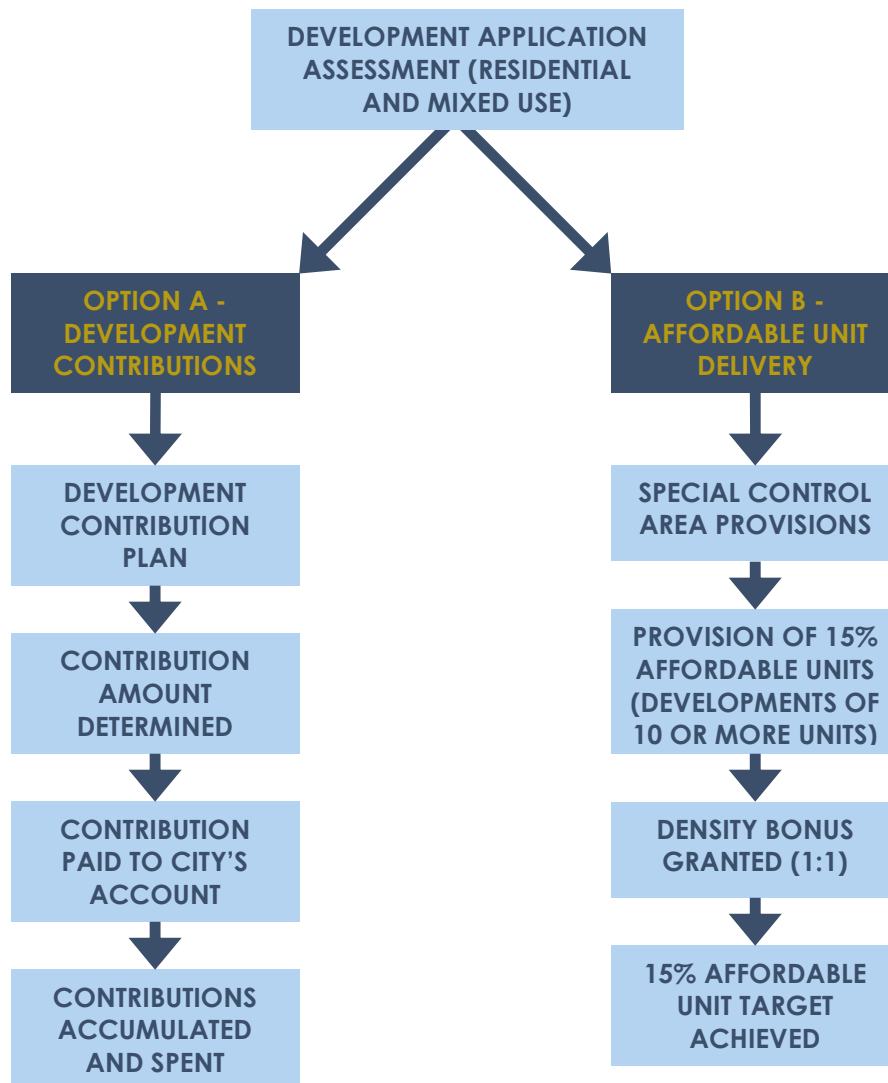 DEVELOPMENT APPLICATION
ASSESSMENT (RESIDENTIAL
AND MIXED USE)
OPTION A -
DEVELOPMENT
CONTRIBUTIONS
DEVELOPMENT
CONTRIBUTION
PLAN
CONTRIBUTION
AMOUNT
DETERMINED
CONTRIBUTION
PAID TO CITY’S
ACCOUNT
CONTRIBUTIONS
ACCUMULATED
AND SPENT
OPTION B -
AFFORDABLE UNIT
DELIVERY
SPECIAL CONTROL
AREA PROVISIONS
PROVISION OF 15%
AFFORDABLE UNITS
(DEVELOPMENTS OF
10 OR MORE UNITS)
DENSITY BONUS
GRANTED (1:1)
15% AFFORDABLE
UNIT TARGET
ACHIEVED